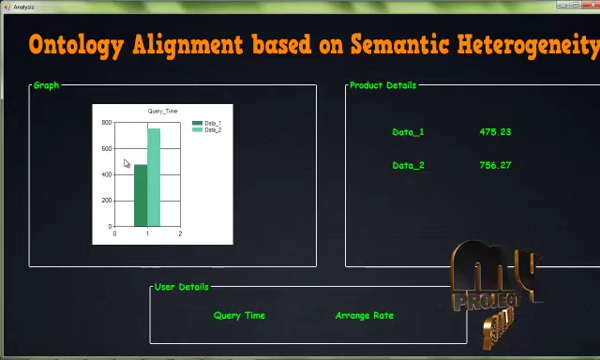 Analysis
Ontology Alignment based on Semantic Heterogeneity
Graph
Query_Time
Data_1
Data_2
800
600
400
200
0
0 1 2
Product Details
Data_1 475.23
Data_2 756.27
User Details
Query Time Arrange Rate
my
PROJECT